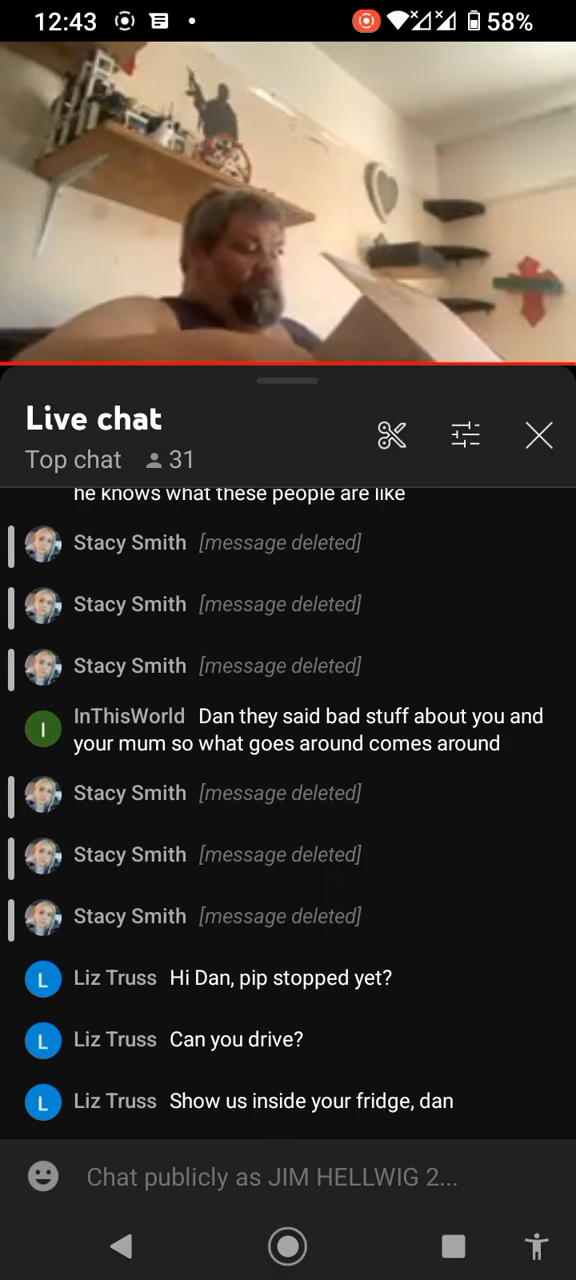 12:43
58%
Live chat
Top chat 31
he knows what these people are like
Stacy Smith [message deleted]
Stacy Smith [message deleted]
Stacy Smith [message deleted]
I InThisWorld Dan they said bad stuff about you and
your mum so what goes around comes around
Stacy Smith [message deleted]
Stacy Smith [message deleted]
Stacy Smith [message deleted]
L Liz Truss Hi Dan, pip stopped yet?
L Liz Truss Can you drive?
L Liz Truss Show us inside your fridge, dan
Chat publicly as JIM HELLWIG 2...